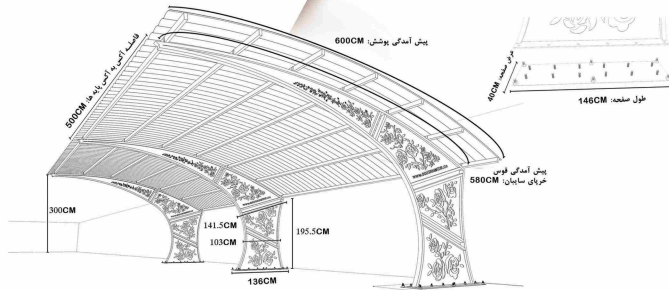 پیش آمدگی پوشش: 600CM
فاصله آکس به آکس پایه ها: 500CM
عرض صفحه: 40CM
طول صفحه: 146CM
پیش آمدگی قوس
خرپای سایبان: 580CM
300CM
141.5CM
103CM
195.5CM
136CM